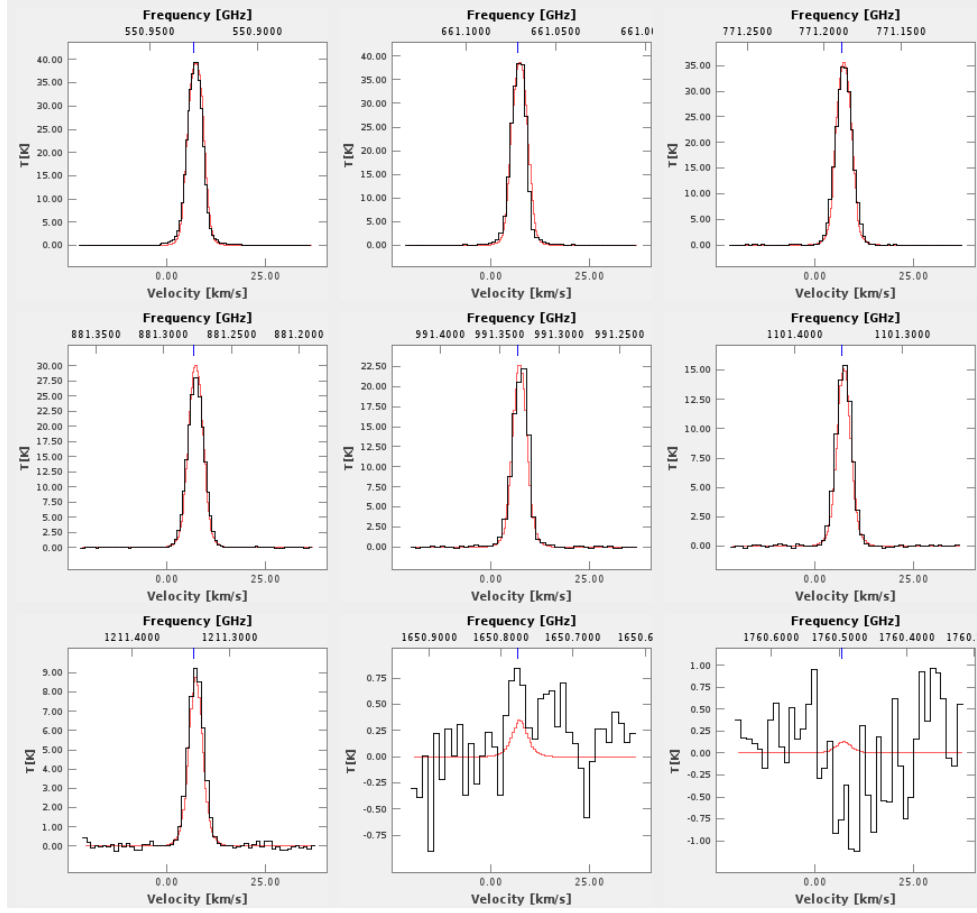 Frequency [GHz] Frequency [GHz] Frequency [GHz]
550.9500 550.9000 661.1000 661.0500 661.00 771.2500 771.2000 771.1500
40.00 40.00 35.00
35.00 35.00 30.00
30.00 30.00 25.00
25.00 25.00 20.00
20.00 20.00 15.00
15.00 15.00 10.00
10.00 10.00 5.00
5.00 5.00 0.00
0.00 0.00
T[K] T[K] T[K]
0.00 25.00 0.00 25.00 0.00 25.00
Velocity [km/s] Velocity [km/s] Velocity [km/s]
Frequency [GHz] Frequency [GHz] Frequency [GHz]
881.3500 881.3000 881.2500 881.2000 991.4000 991.3500 991.3000 991.2500 1101.4000 1101.3000
30.00 22.50 15.00
27.50 20.00 12.50
25.00 17.50 10.00
22.50 15.00 7.50
20.00 12.50 5.00
17.50 10.00 2.50
15.00 7.50 0.00
12.50 5.00
10.00 2.50
7.50 0.00
5.00
2.50
0.00
T[K] T[K] T[K]
0.00 25.00 0.00 25.00 0.00 25.00
Velocity [km/s] Velocity [km/s] Velocity [km/s]
Frequency [GHz] Frequency [GHz] Frequency [GHz]
1211.4000 1211.3000 1650.9000 1650.8000 1650.7000 1650.6 1760.6000 1760.5000 1760.4000
9.00 0.75 1.00
8.00 0.50 0.75
7.00 0.25 0.50
6.00 0.00 0.25
5.00 -0.25 0.00
4.00 -0.50 -0.25
3.00 -0.75 -0.50
2.00 -0.75
1.00 -1.00
0.00
T[K] T[K] T[K]
0.00 25.00 0.00 25.00 0.00 25.00
Velocity [km/s] Velocity [km/s] Velocity [km/s]